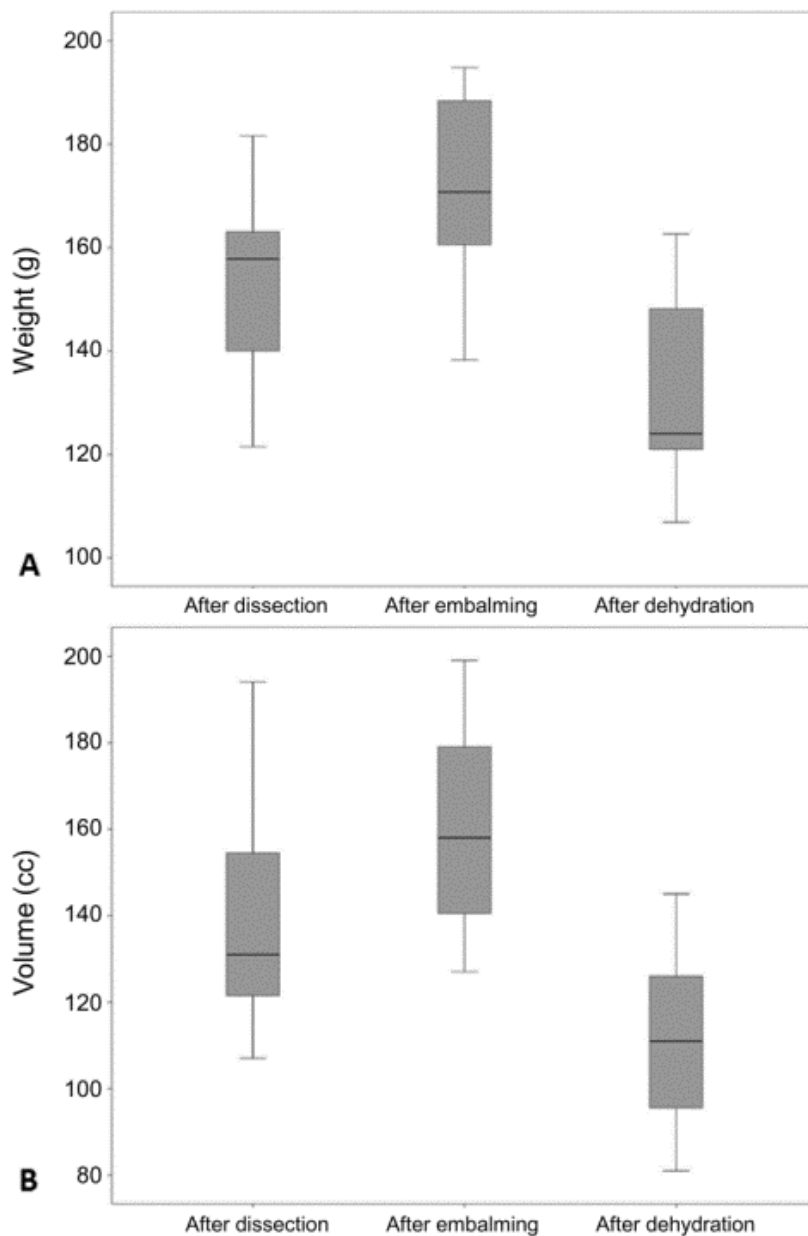 200
180
160
140
120
100
Weight (g)
A
After dissection After embalming After dehydration
200
180
160
140
120
100
80
Volume (cc)
B
After dissection After embalming After dehydration